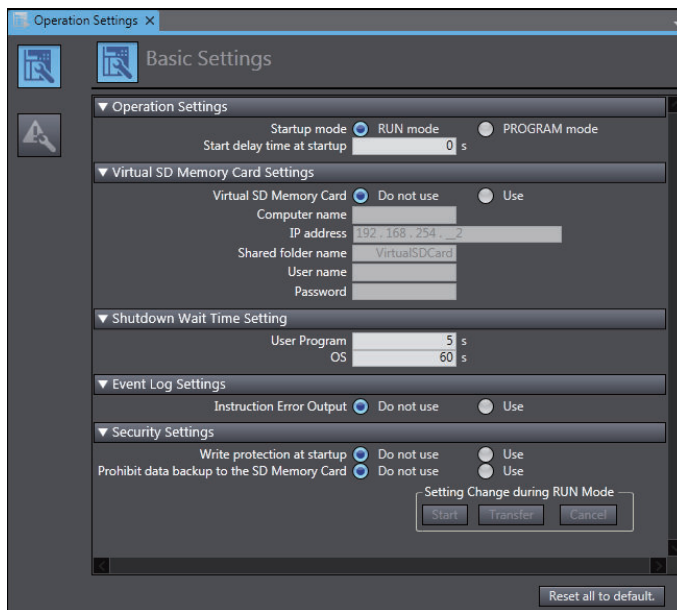 Operation Settings X
Basic Settings
▼ Operation Settings
Startup mode RUN mode PROGRAM mode
Start delay time at startup 0 s
▼ Virtual SD Memory Card Settings
Virtual SD Memory Card Do not use Use
Computer name
IP address 192 . 168 . 254 . __2
Shared folder name VirtualSDCard
User name
Password
▼ Shutdown Wait Time Setting
User Program 5 s
OS 60 s
▼ Event Log Settings
Instruction Error Output Do not use Use
▼ Security Settings
Write protection at startup Do not use Use
Prohibit data backup to the SD Memory Card Do not use Use
Setting Change during RUN Mode
Start Transfer Cancel
Reset all to default.